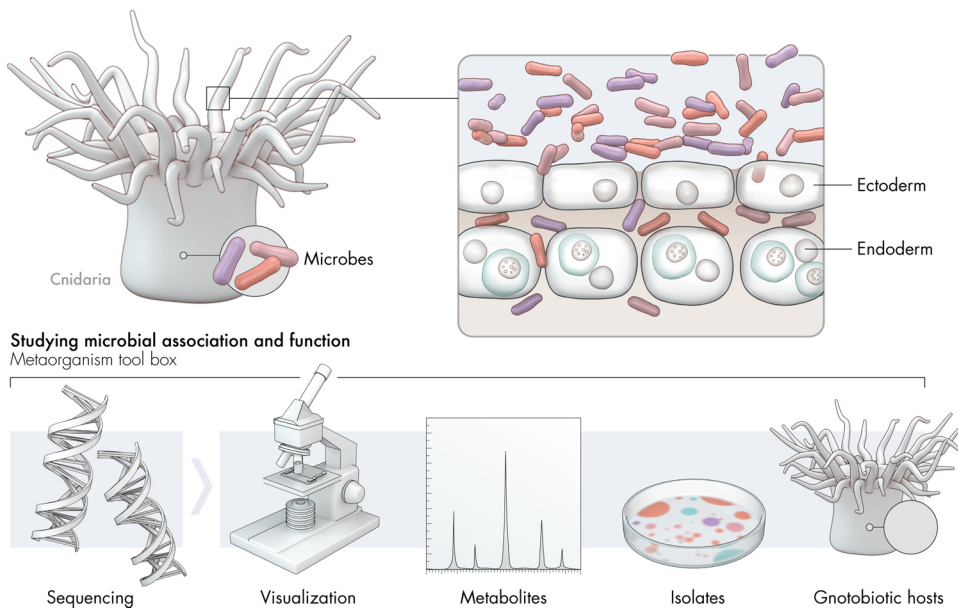 Ectoderm
Endoderm
Microbes
Cnidaria
Studying microbial association and function
Metaorganism tool box
Sequencing
Visualization
Metabolites
Isolates
Gnotobiotic hosts